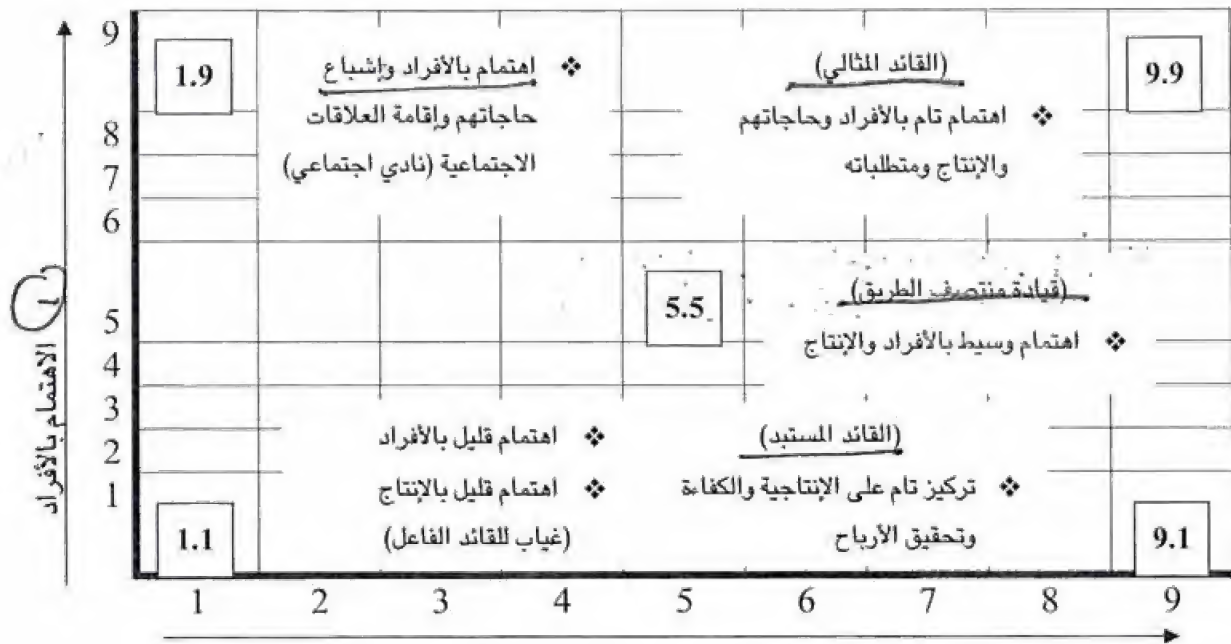 9
1.9
❖ اهتمام بالأفراد وإشباع
حاجاتهم وإقامة العلاقات
الاجتماعية (نادي اجتماعي)
(القائد المثالي)
❖ اهتمام تام بالأفراد وحاجاتهم
والإنتاج ومتطلباته
9.9
8
7
6
5.5
(قيادة منتصف الطريق)
❖ اهتمام وسيط بالأفراد والإنتاج
5
4
3
2
1
❖ اهتمام قليل بالأفراد
❖ اهتمام قليل بالإنتاج
(غياب للقائد الفاعل)
(القائد المستبد)
❖ تركيز تام على الإنتاجية والكفاءة
وتحقيق الأرباح
1.1
9.1
الاهتمام بالأفراد
1 2 3 4 5 6 7 8 9